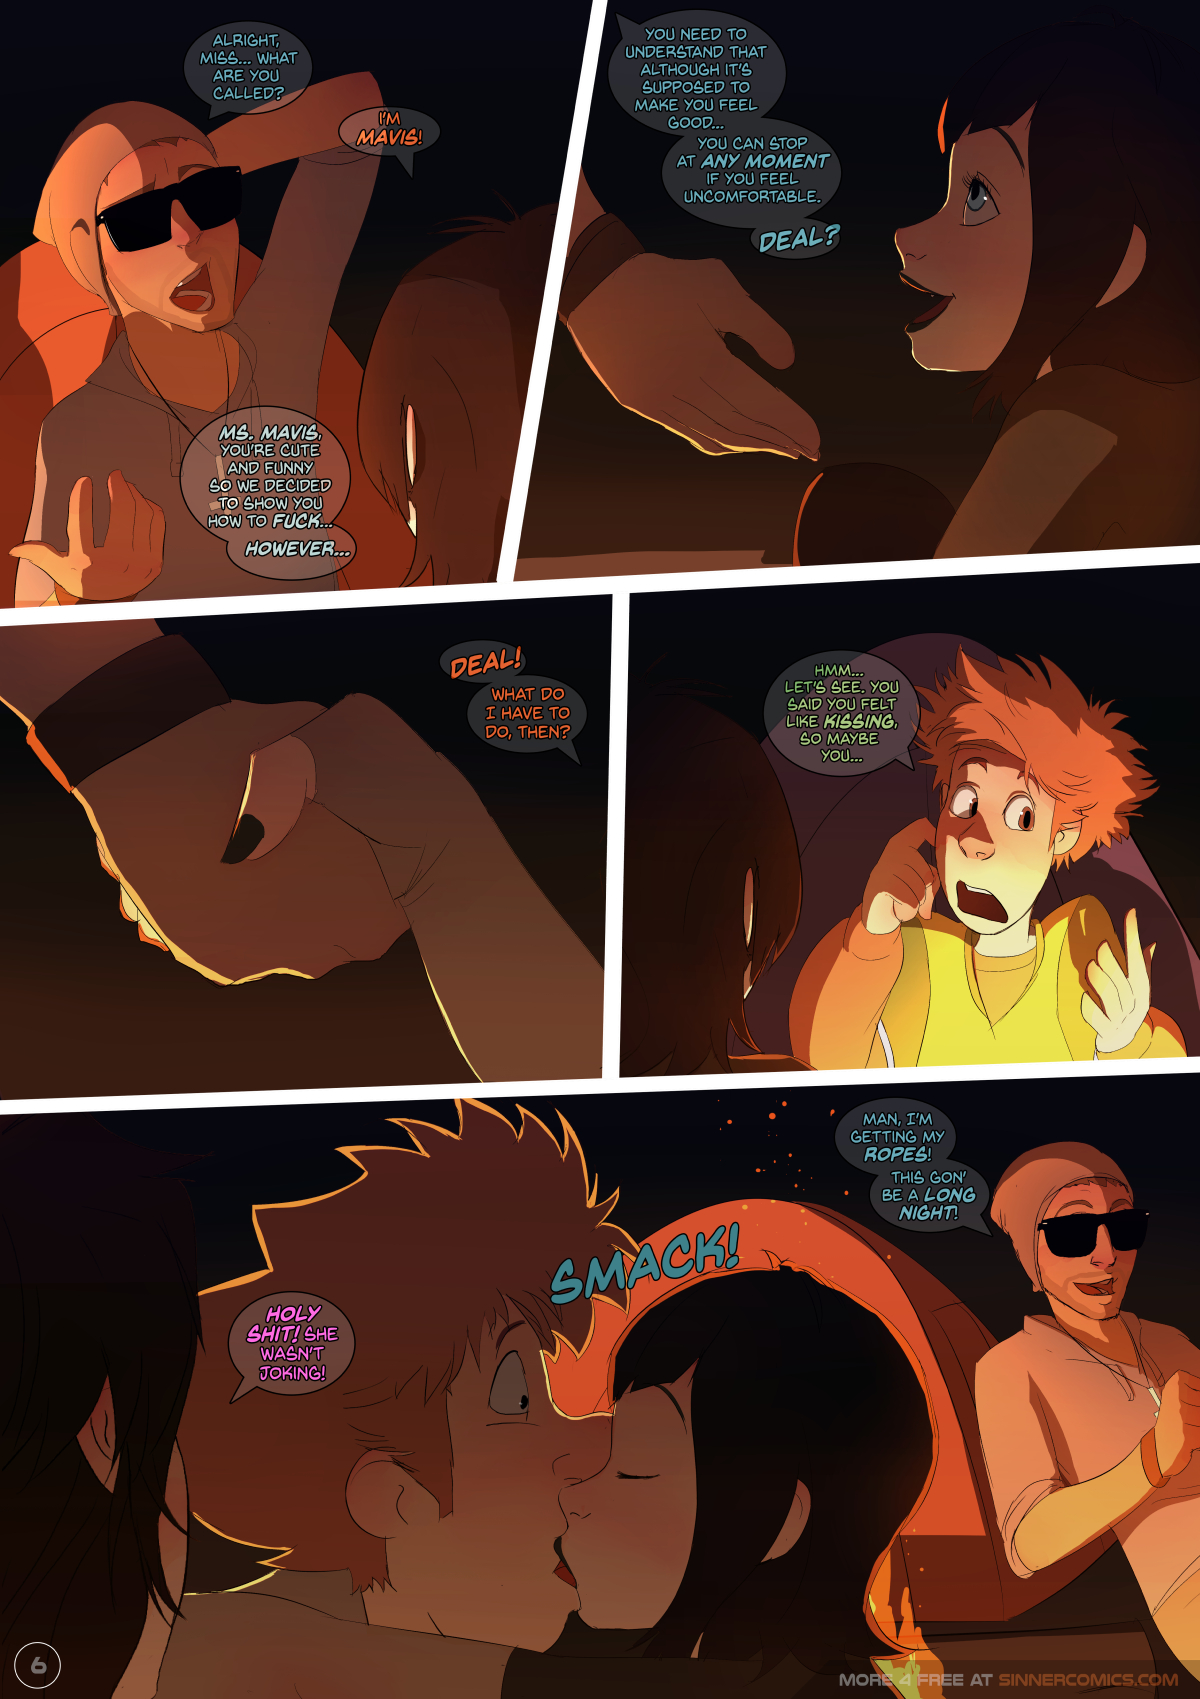 ALRIGHT,
MISS... WHAT
ARE YOU
CALLED?
I'M
MAVIS!
MS. MAVIS,
YOU'RE CUTE
AND FUNNY
SO WE DECIDED
TO SHOW YOU
HOW TO FUCK...
HOWEVER...
YOU NEED TO
UNDERSTAND THAT
ALTHOUGH IT'S
SUPPOSED TO
MAKE YOU FEEL
GOOD...
YOU CAN STOP
AT ANY MOMENT
IF YOU FEEL
UNCOMFORTABLE.
DEAL?
DEAL!
WHAT DO
I HAVE TO
DO, THEN?
HMM...
LET'S SEE. YOU
SAID YOU FELT
LIKE KISSING,
SO MAYBE
YOU...
HOLY
SHIT! SHE
WASN'T
JOKING!
SMACK!
MAN, I'M
GETTING MY
ROPES!
THIS GON'
BE A LONG
NIGHT!
6
MORE 4 FREE AT SINNERCOMICS.COM